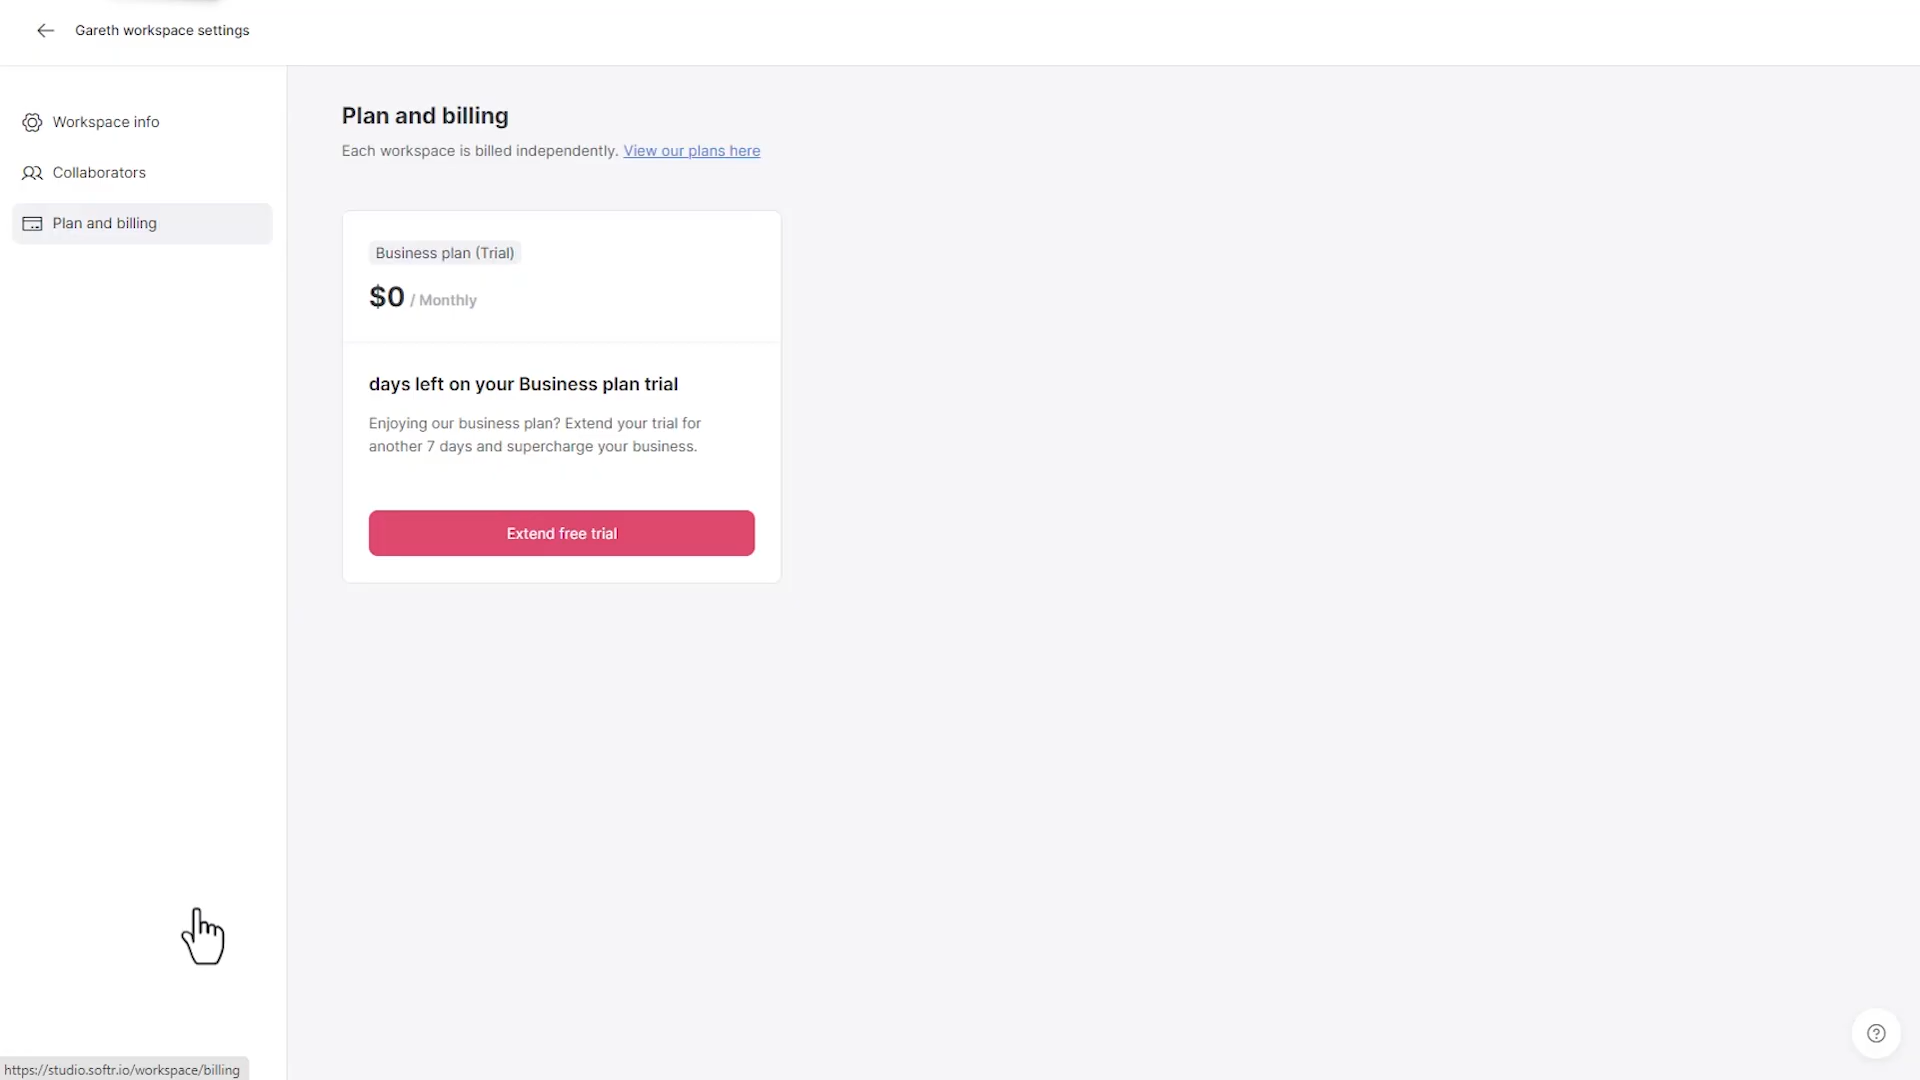 Gareth workspace settings
Workspace info
Collaborators
Plan and billing
Plan and billing
Each workspace is billed independently. View our plans here
Business plan (Trial)
$0 / Monthly
days left on your Business plan trial
Enjoying our business plan? Extend your trial for
another 7 days and supercharge your business.
Extend free trial
https://studio.softr.io/workspace/billing